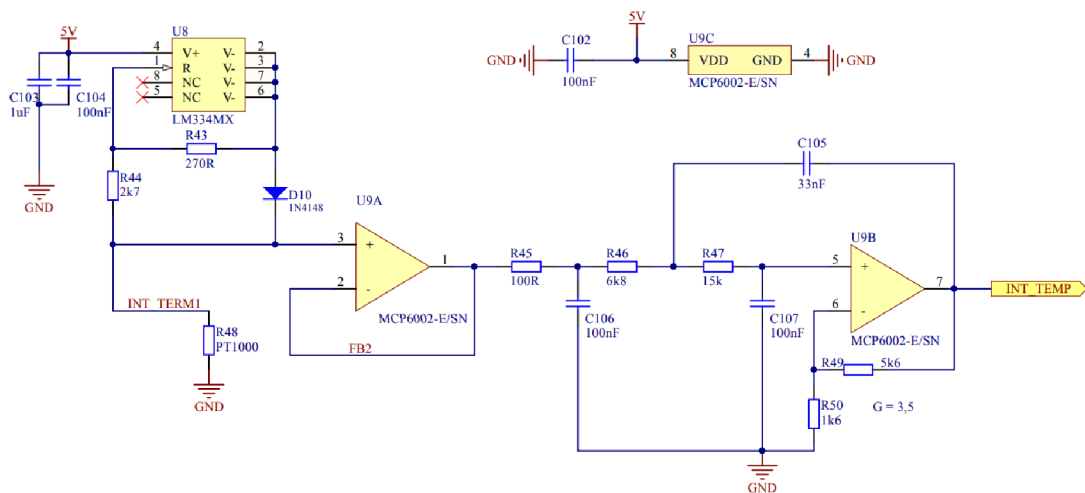 5V
U8
4 V+ V- 2
1 R V- 3
8 NC V- 7
5 NC V- 6
LM334MX
C103
1uF
C104
100nF
GND
R43
270R
R44
2k7
D10
1N4148
INT_TERM1
R48
PT1000
GND
U9A
3 +
2 -
1
MCP6002-E/SN
FB2
5V
C102
100nF
GND
U9C
8 VDD GND 4
MCP6002-E/SN
GND
R45
100R
R46
6k8
R47
15k
C105
33nF
C106
100nF
C107
100nF
U9B
5 +
6 -
7
MCP6002-E/SN
INT_TEMP
R49 5k6
R50
1k6
G = 3,5
GND